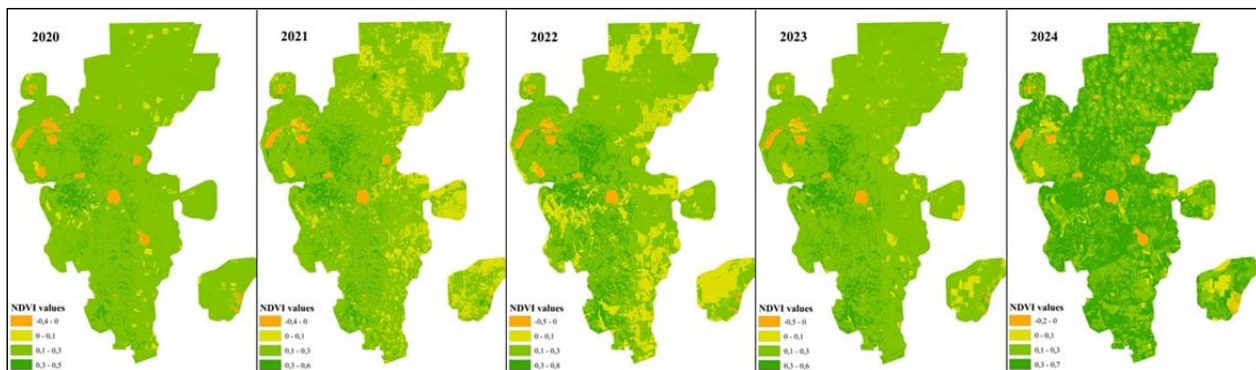 2020
NDVI values
-0,4 - 0
0 - 0,1
0,1 - 0,3
0,3 - 0,5
2021
NDVI values
-0,4 - 0
0 - 0,1
0,1 - 0,3
0,3 - 0,6
2022
NDVI values
-0,5 - 0
0 - 0,1
0,1 - 0,3
0,3 - 0,8
2023
NDVI values
-0,5 - 0
0 - 0,1
0,1 - 0,3
0,3 - 0,6
2024
NDVI values
-0,2 - 0
0 - 0,1
0,1 - 0,3
0,3 - 0,7